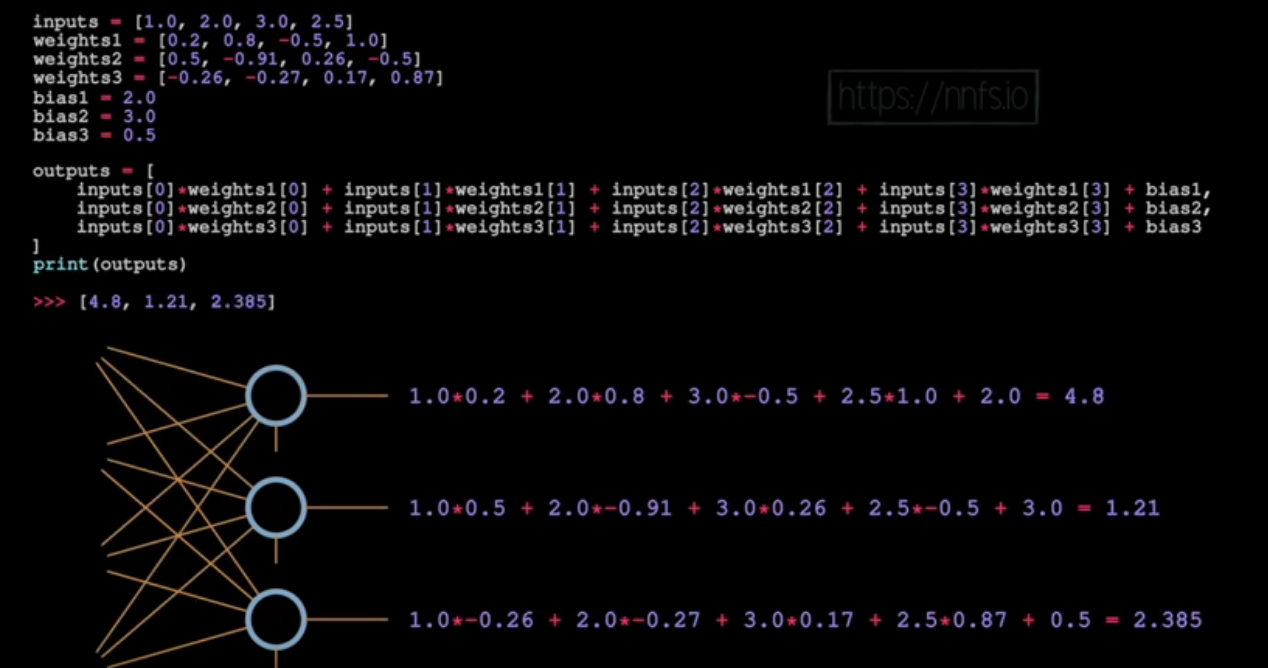 inputs = [1.0, 2.0, 3.0, 2.5]
weights1 = [0.2, 0.8, -0.5, 1.0]
weights2 = [0.5, -0.91, 0.26, -0.5]
weights3 = [-0.26, -0.27, 0.17, 0.87]
bias1 = 2.0
bias2 = 3.0
bias3 = 0.5
https://nnfs.io
outputs = [
    inputs[0]*weights1[0] + inputs[1]*weights1[1] + inputs[2]*weights1[2] + inputs[3]*weights1[3] + bias1,
    inputs[0]*weights2[0] + inputs[1]*weights2[1] + inputs[2]*weights2[2] + inputs[3]*weights2[3] + bias2,
    inputs[0]*weights3[0] + inputs[1]*weights3[1] + inputs[2]*weights3[2] + inputs[3]*weights3[3] + bias3
]
print(outputs)
>>> [4.8, 1.21, 2.385]
1.0*0.2 + 2.0*0.8 + 3.0*-0.5 + 2.5*1.0 + 2.0 = 4.8
1.0*0.5 + 2.0*-0.91 + 3.0*0.26 + 2.5*-0.5 + 3.0 = 1.21
1.0*-0.26 + 2.0*-0.27 + 3.0*0.17 + 2.5*0.87 + 0.5 = 2.385